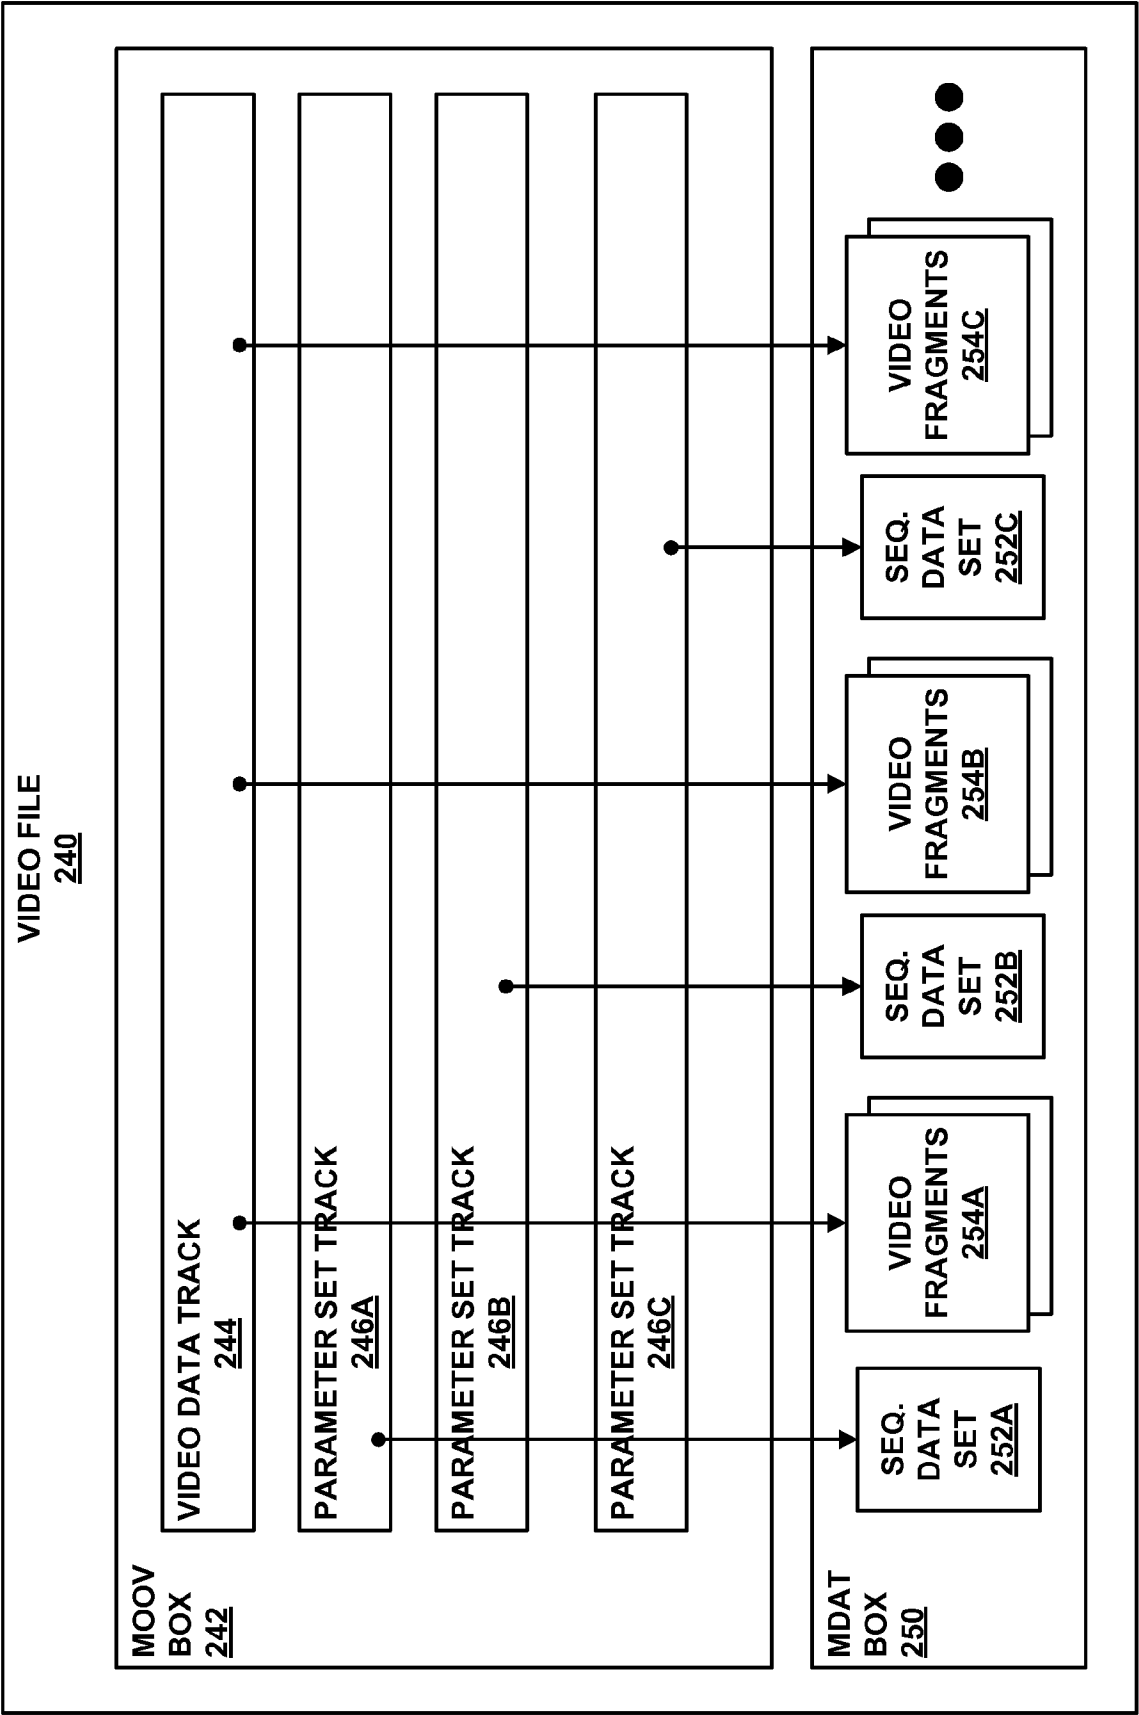 VIDEO FILE
240
MOOV
BOX
242
VIDEO DATA TRACK
244
PARAMETER SET TRACK
246A
PARAMETER SET TRACK
246B
PARAMETER SET TRACK
246C
MDAT
BOX
250
SEQ.
DATA
SET
252A
VIDEO
FRAGMENTS
254A
SEQ.
DATA
SET
252B
VIDEO
FRAGMENTS
254B
SEQ.
DATA
SET
252C
VIDEO
FRAGMENTS
254C